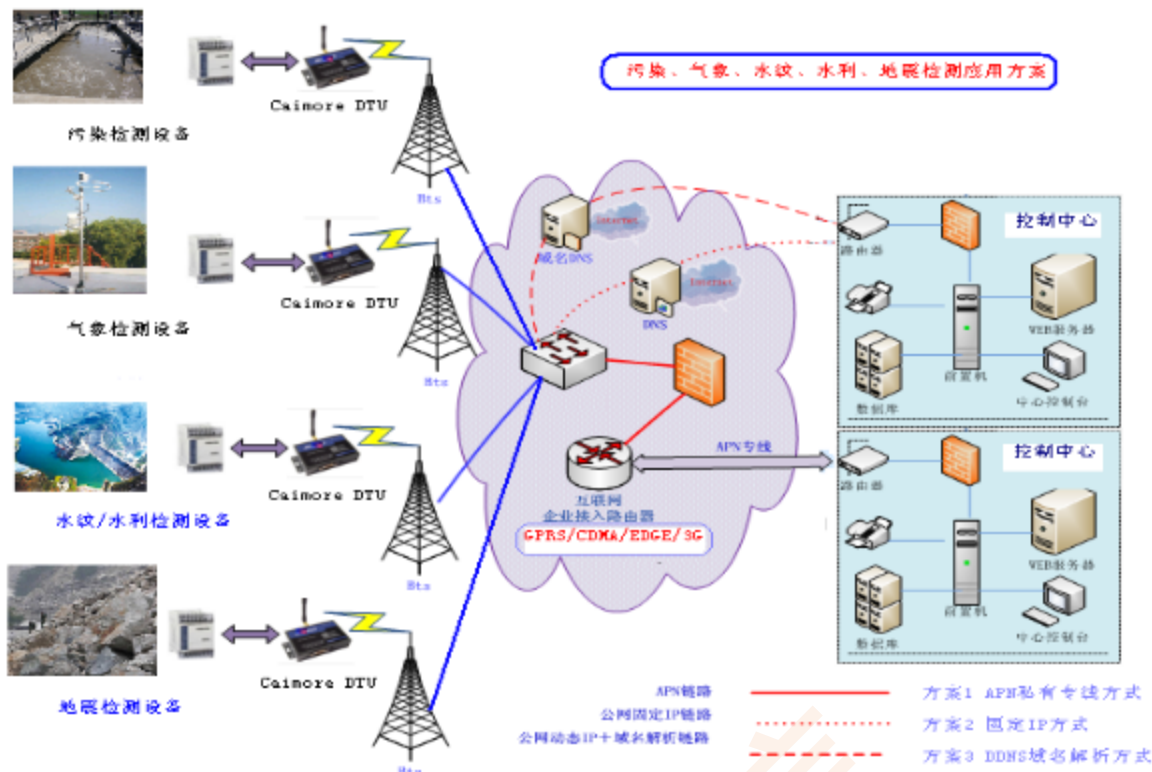 污染、气象、水纹、水利、地震检测应用方案
Caimore DTU
污染检测设备
Bts
Caimore DTU
气象检测设备
Bts
Caimore DTU
水纹/水利检测设备
Bts
Caimore DTU
地震检测设备
Bts
Internet
域名DNS
Internet
DNS
APN专线
互联网
企业接入路由器
GPRS/CDMA/EDGE/3G
控制中心
路由器
WEB服务器
前置机
数据库
中心控制台
控制中心
路由器
WEB服务器
前置机
数据库
中心控制台
APN链路
方案1 APN私有专线方式
公网固定IP链路
方案2 固定IP方式
公网动态IP+域名解析链路
方案3 DDNS域名解析方式